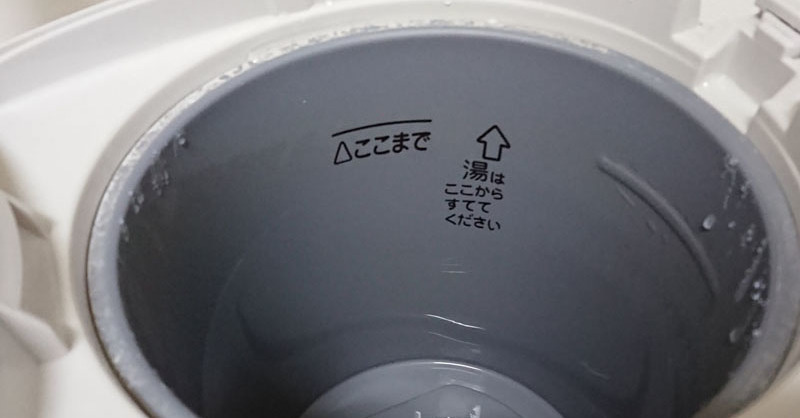 △ここまで
⇧
湯は
ここから
すてて
ください